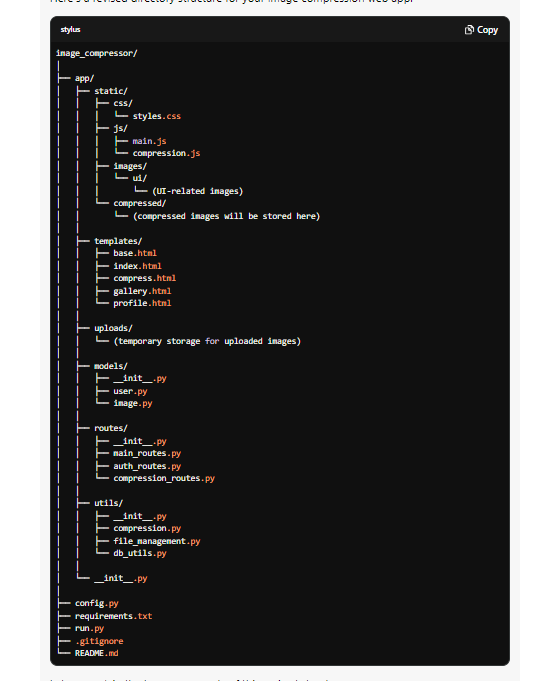 Here's a revised directory structure for your image compression web app:
stylus
Copy
image_compressor/
│
├── app/
│   ├── static/
│   │   ├── css/
│   │   │   └── styles.css
│   │   ├── js/
│   │   │   ├── main.js
│   │   │   └── compression.js
│   │   ├── images/
│   │   │   └── ui/
│   │   │       └── (UI-related images)
│   │   └── compressed/
│   │       └── (compressed images will be stored here)
│   │
│   ├── templates/
│   │   ├── base.html
│   │   ├── index.html
│   │   ├── compress.html
│   │   ├── gallery.html
│   │   └── profile.html
│   │
│   ├── uploads/
│   │   └── (temporary storage for uploaded images)
│   │
│   ├── models/
│   │   ├── __init__.py
│   │   ├── user.py
│   │   └── image.py
│   │
│   ├── routes/
│   │   ├── __init__.py
│   │   ├── main_routes.py
│   │   ├── auth_routes.py
│   │   └── compression_routes.py
│   │
│   ├── utils/
│   │   ├── __init__.py
│   │   ├── compression.py
│   │   ├── file_management.py
│   │   └── db_utils.py
│   │
│   └── __init__.py
│
├── config.py
├── requirements.txt
├── run.py
├── .gitignore
└── README.md